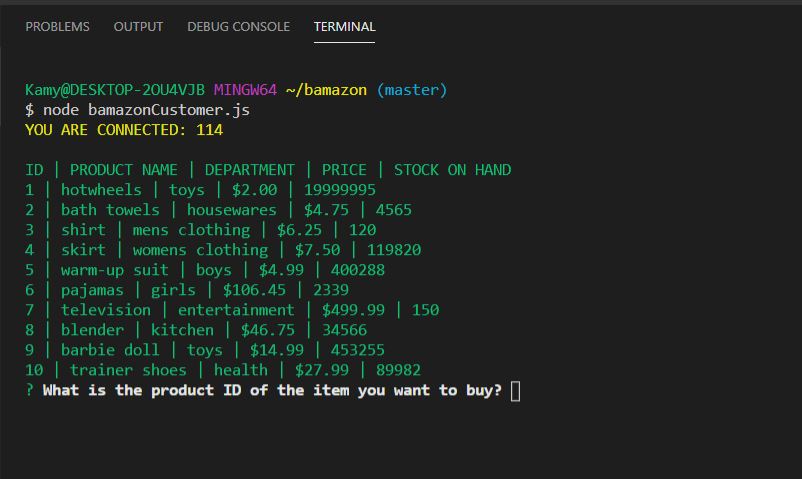 PROBLEMS OUTPUT DEBUG CONSOLE TERMINAL
Kamy@DESKTOP-2OU4VJB MINGW64 ~/bamazon (master)
$ node bamazonCustomer.js
YOU ARE CONNECTED: 114
ID | PRODUCT NAME | DEPARTMENT | PRICE | STOCK ON HAND
1 | hotwheels | toys | $2.00 | 19999995
2 | bath towels | housewares | $4.75 | 4565
3 | shirt | mens clothing | $6.25 | 120
4 | skirt | womens clothing | $7.50 | 119820
5 | warm-up suit | boys | $4.99 | 400288
6 | pajamas | girls | $106.45 | 2339
7 | television | entertainment | $499.99 | 150
8 | blender | kitchen | $46.75 | 34566
9 | barbie doll | toys | $14.99 | 453255
10 | trainer shoes | health | $27.99 | 89982
? What is the product ID of the item you want to buy?